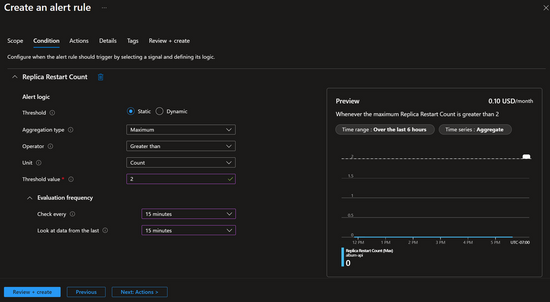 Create an alert rule ...
Scope Condition Actions Details Tags Review + create
Configure when the alert rule should trigger by selecting a signal and defining its logic.
Replica Restart Count
Alert logic
Threshold Static Dynamic
Aggregation type Maximum
Operator Greater than
Unit Count
Threshold value * 2
Evaluation frequency
Check every 15 minutes
Look at data from the last 15 minutes
Preview 0.10 USD/month
Whenever the maximum Replica Restart Count is greater than 2
Time range : Over the last 6 hours Time series : Aggregate
2
1.5
1
0.5
0
12 PM 1 PM 2 PM 3 PM 4 PM 5 PM UTC-07:00
Replica Restart Count (Max)
album-api
0
Review + create Previous Next: Actions >